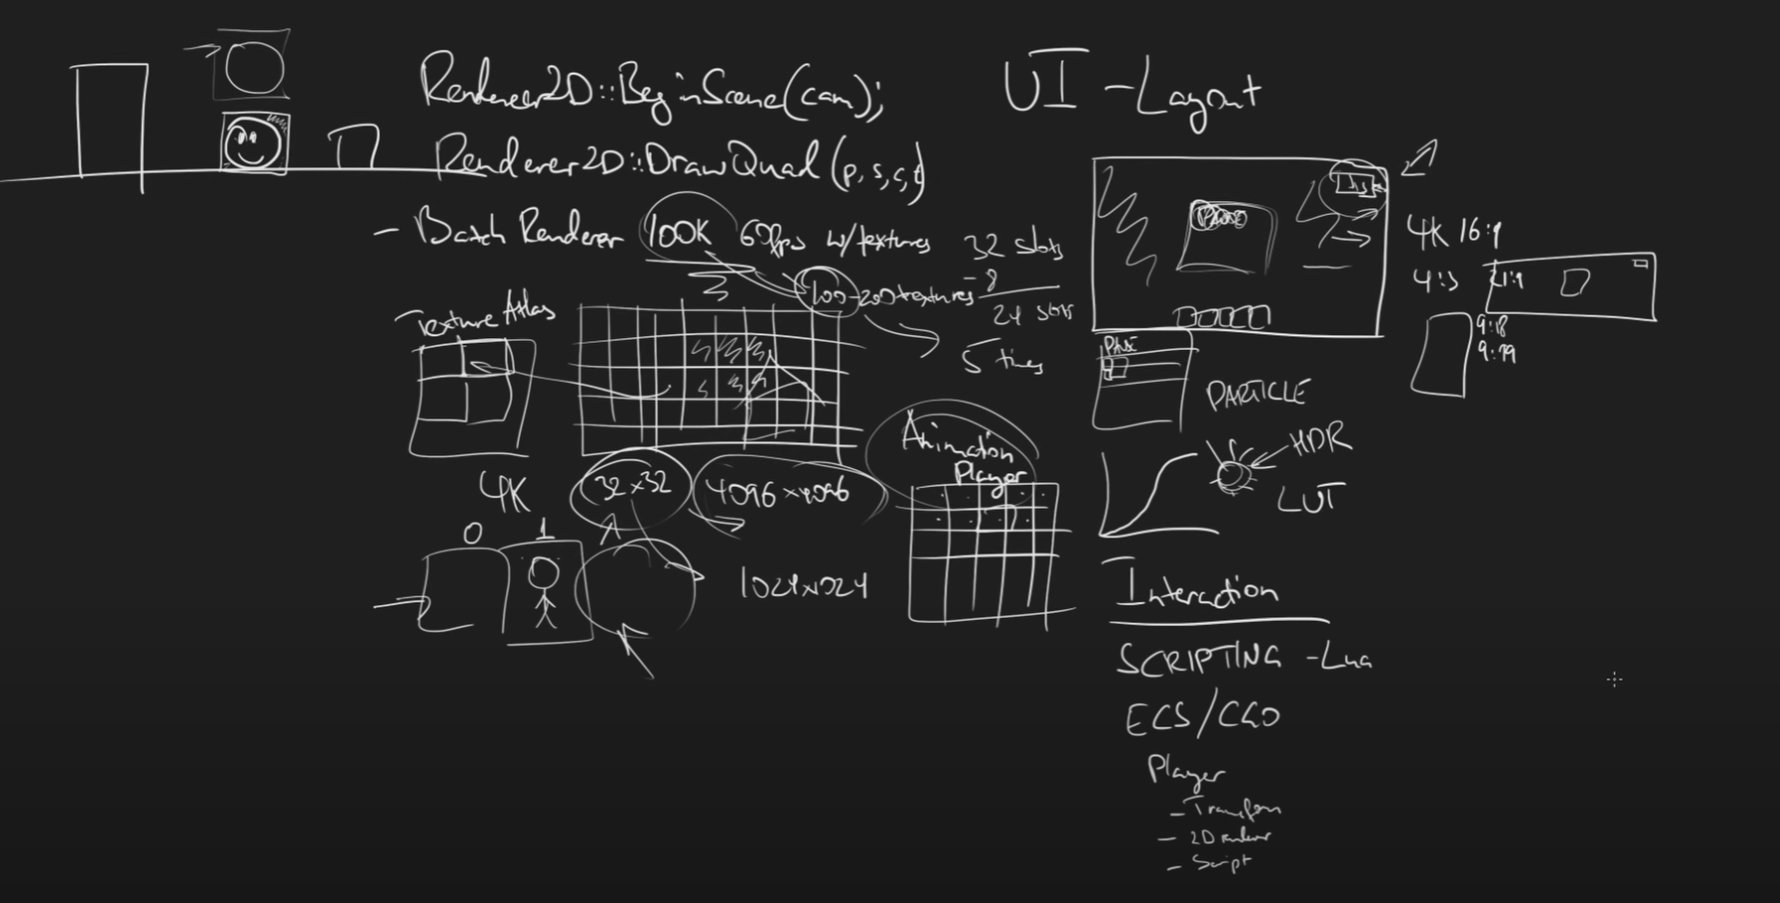 Renderer2D::BeginScene(cam);
Renderer2D::DrawQuad(p,s,c,t)
- Batch Renderer 100K 60fps w/textures
100-200 textures
32 slots
- 8
24 slots
5 times
Texture Atlas
4K 32x32 4096x4096
0 1
1024x1024
Animation
Player
UI - Layout
4K 16:9
4:3 21:9
9:18
9:19
PARTICLE
HDR
LUT
Interaction
SCRIPTING - Lua
ECS/CGO
Player
- Transform
- 2D renderer
- Script